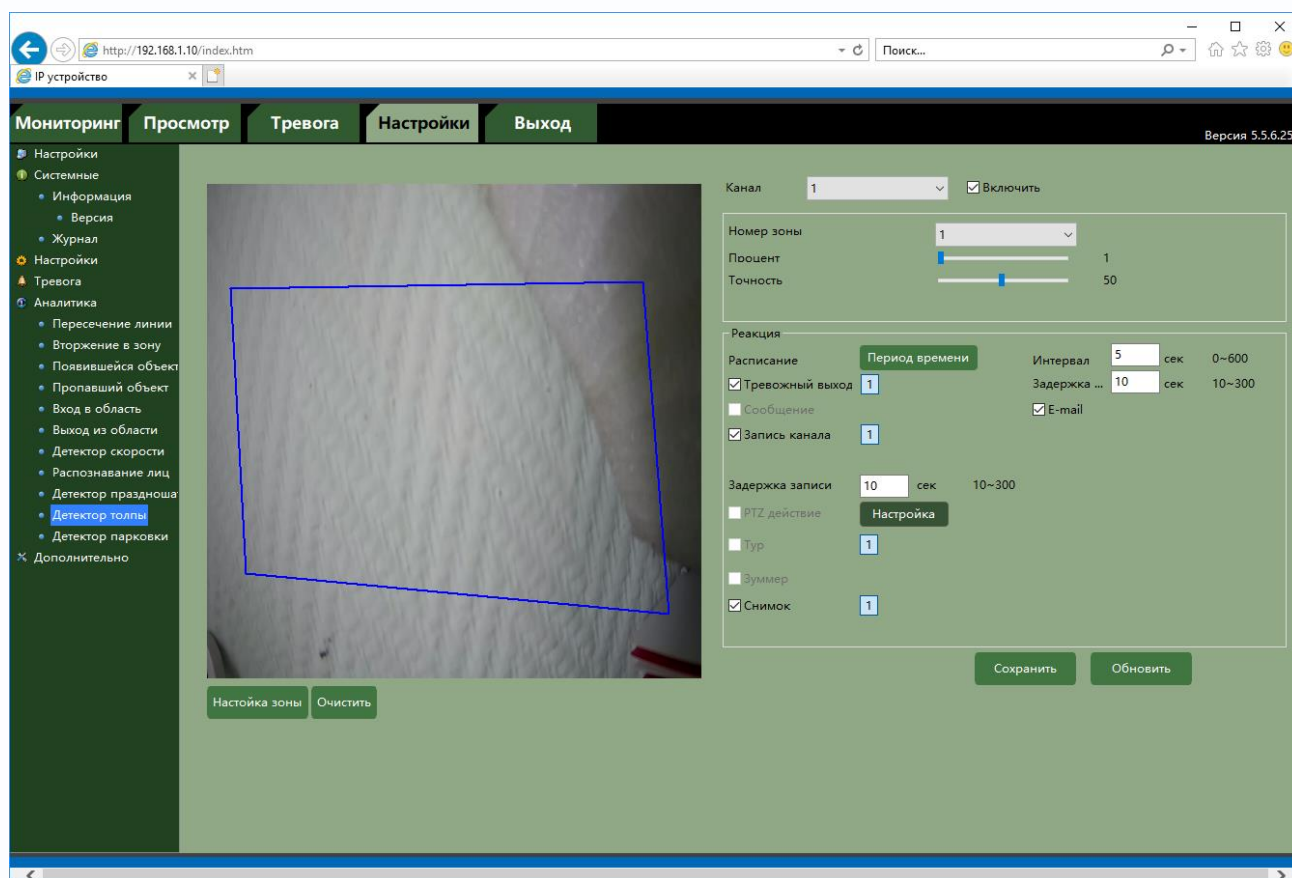 http://192.168.1.10/index.htm
Поиск...
IP устройство
Мониторинг Просмотр Тревога Настройки Выход
Версия 5.5.6.25
Настройки
Системные
Информация
Версия
Журнал
Настройки
Тревога
Аналитика
Пересечение линии
Вторжение в зону
Появившейся объект
Пропавший объект
Вход в область
Выход из области
Детектор скорости
Распознавание лиц
Детектор праздноша
Детектор толпы
Детектор парковки
Дополнительно
Настойка зоны Очистить
Канал 1 Включить
Номер зоны 1
Процент 1
Точность 50
Реакция
Расписание Период времени Интервал 5 сек 0~600
Тревожный выход 1 Задержка ... 10 сек 10~300
Сообщение E-mail
Запись канала 1
Задержка записи 10 сек 10~300
PTZ действие Настройка
Тур 1
Зуммер
Снимок 1
Сохранить Обновить